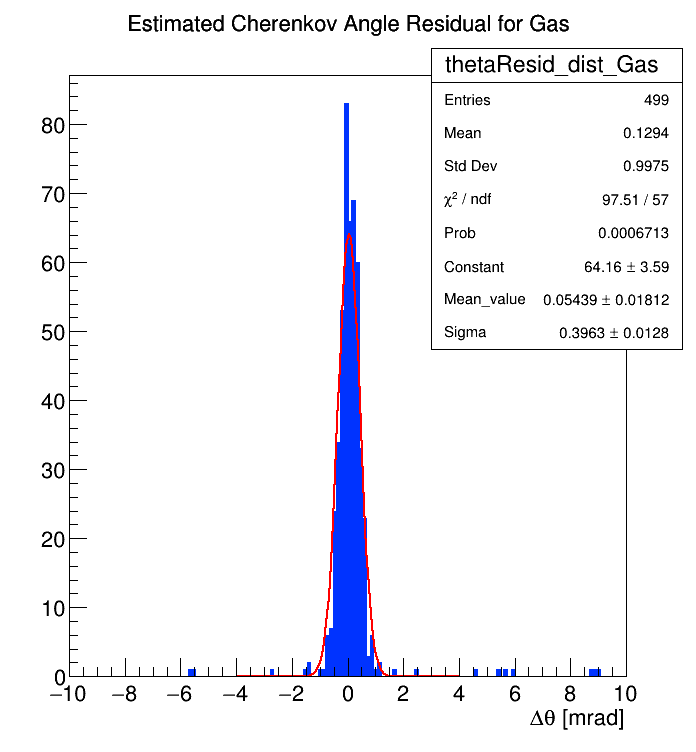 Estimated Cherenkov Angle Residual for Gas
thetaResid_dist_Gas
Entries 499
Mean 0.1294
Std Dev 0.9975
χ² / ndf 97.51 / 57
Prob 0.0006713
Constant 64.16 ± 3.59
Mean_value 0.05439 ± 0.01812
Sigma 0.3963 ± 0.0128
80
70
60
50
40
30
20
10
0
−10 −8 −6 −4 −2 0 2 4 6 8 10
Δθ [mrad]